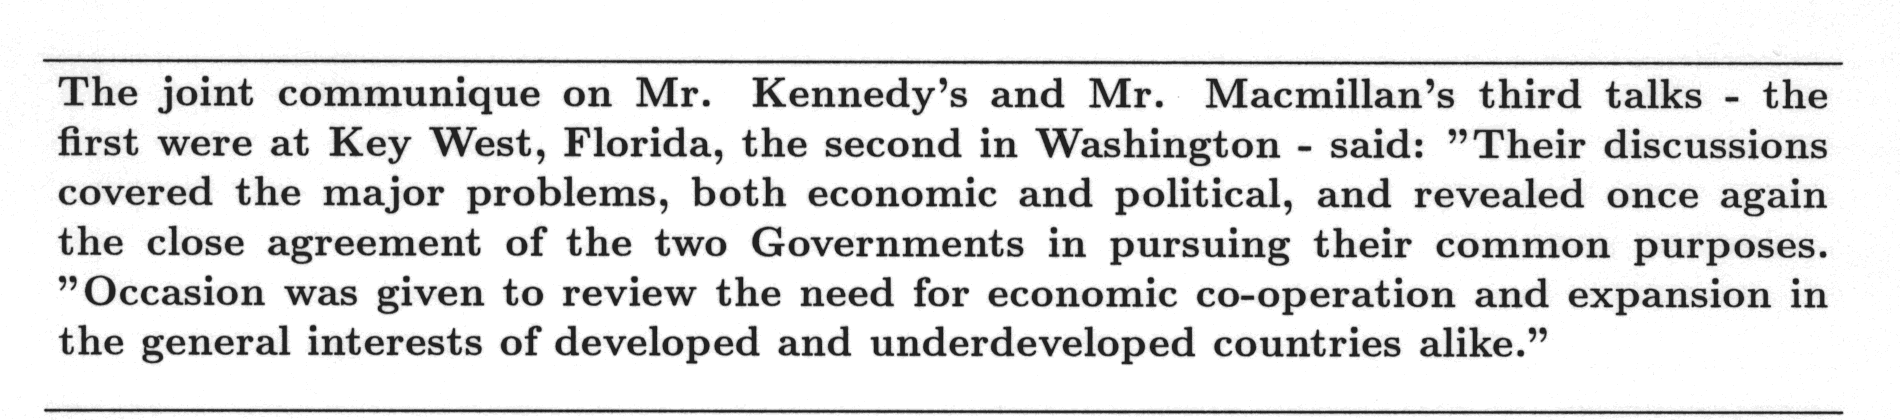 The joint communique on Mr. Kennedy's and Mr. Macmillan's third talks - the
first were at Key West, Florida, the second in Washington - said: ”Their discussions
covered the major problems, both economic and political, and revealed once again
the close agreement of the two Governments in pursuing their common purposes.
”Occasion was given to review the need for economic co-operation and expansion in
the general interests of developed and underdeveloped countries alike.”